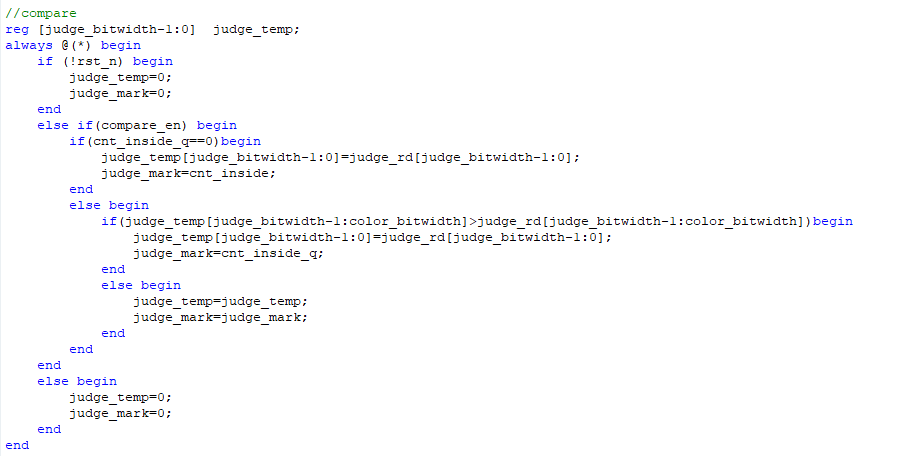 //compare
reg [judge_bitwidth-1:0]  judge_temp;
always @(*) begin
    if (!rst_n) begin
        judge_temp=0;
        judge_mark=0;
    end
    else if(compare_en) begin
        if(cnt_inside_q==0)begin
            judge_temp[judge_bitwidth-1:0]=judge_rd[judge_bitwidth-1:0];
            judge_mark=cnt_inside;
        end
        else begin
            if(judge_temp[judge_bitwidth-1:color_bitwidth]>judge_rd[judge_bitwidth-1:color_bitwidth])begin
                judge_temp[judge_bitwidth-1:0]=judge_rd[judge_bitwidth-1:0];
                judge_mark=cnt_inside_q;
            end
            else begin
                judge_temp=judge_temp;
                judge_mark=judge_mark;
            end
        end
    end
    else begin
        judge_temp=0;
        judge_mark=0;
    end
end